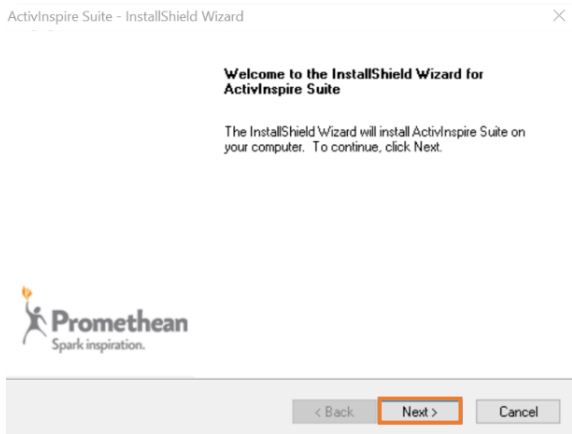 ActivInspire Suite - InstallShield Wizard
Welcome to the InstallShield Wizard for
ActivInspire Suite
The InstallShield Wizard will install ActivInspire Suite on
your computer. To continue, click Next.
Promethean
Spark inspiration.
< Back Next > Cancel